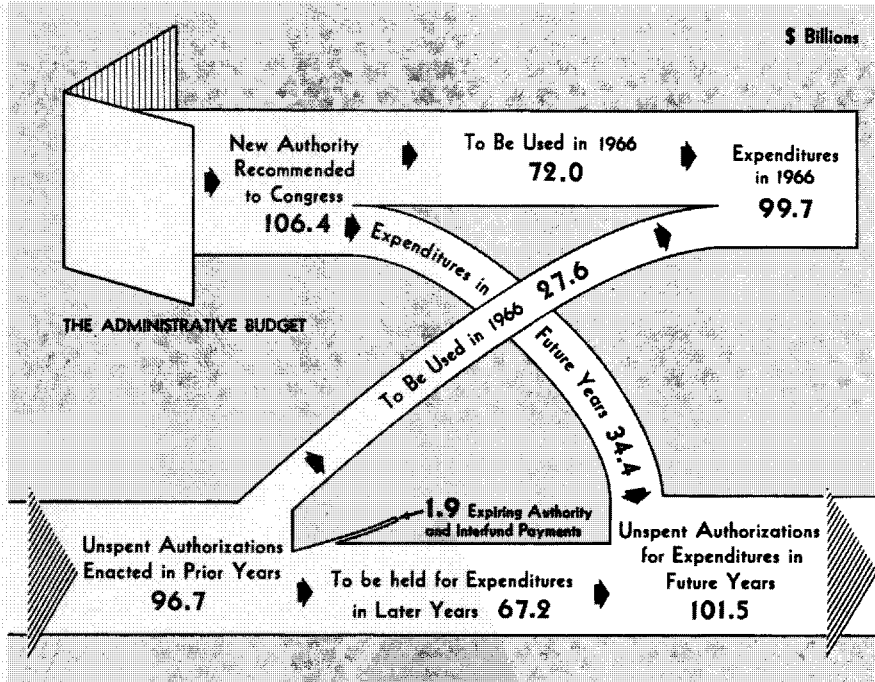 $ Billions
New Authority
Recommended
to Congress
106.4
To Be Used in 1966
72.0
Expenditures
in 1966
99.7
Expenditures in
Future Years 34.4
To Be Used in 1966 27.6
THE ADMINISTRATIVE BUDGET
1.9 Expiring Authority
and Interfund Payments
Unspent Authorizations
Enacted in Prior Years
96.7
To be held for Expenditures
in Later Years 67.2
Unspent Authorizations
for Expenditures in
Future Years
101.5